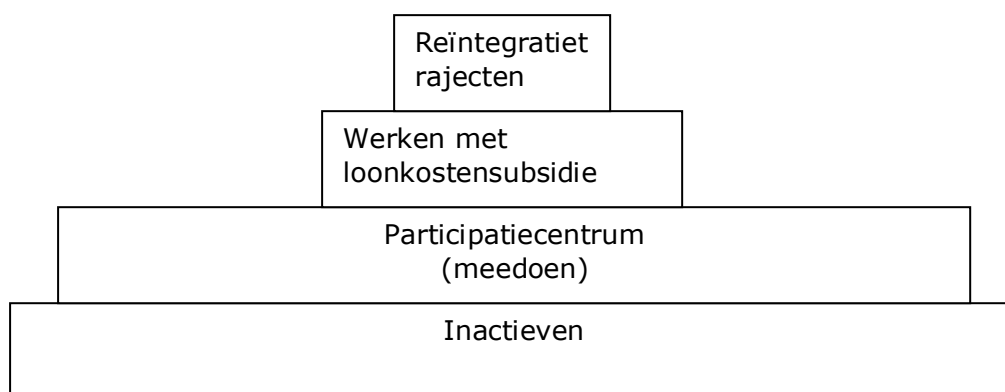 Reïntegratiet
rajecten
Werken met
loonkostensubsidie
Participatiecentrum
(meedoen)
Inactieven